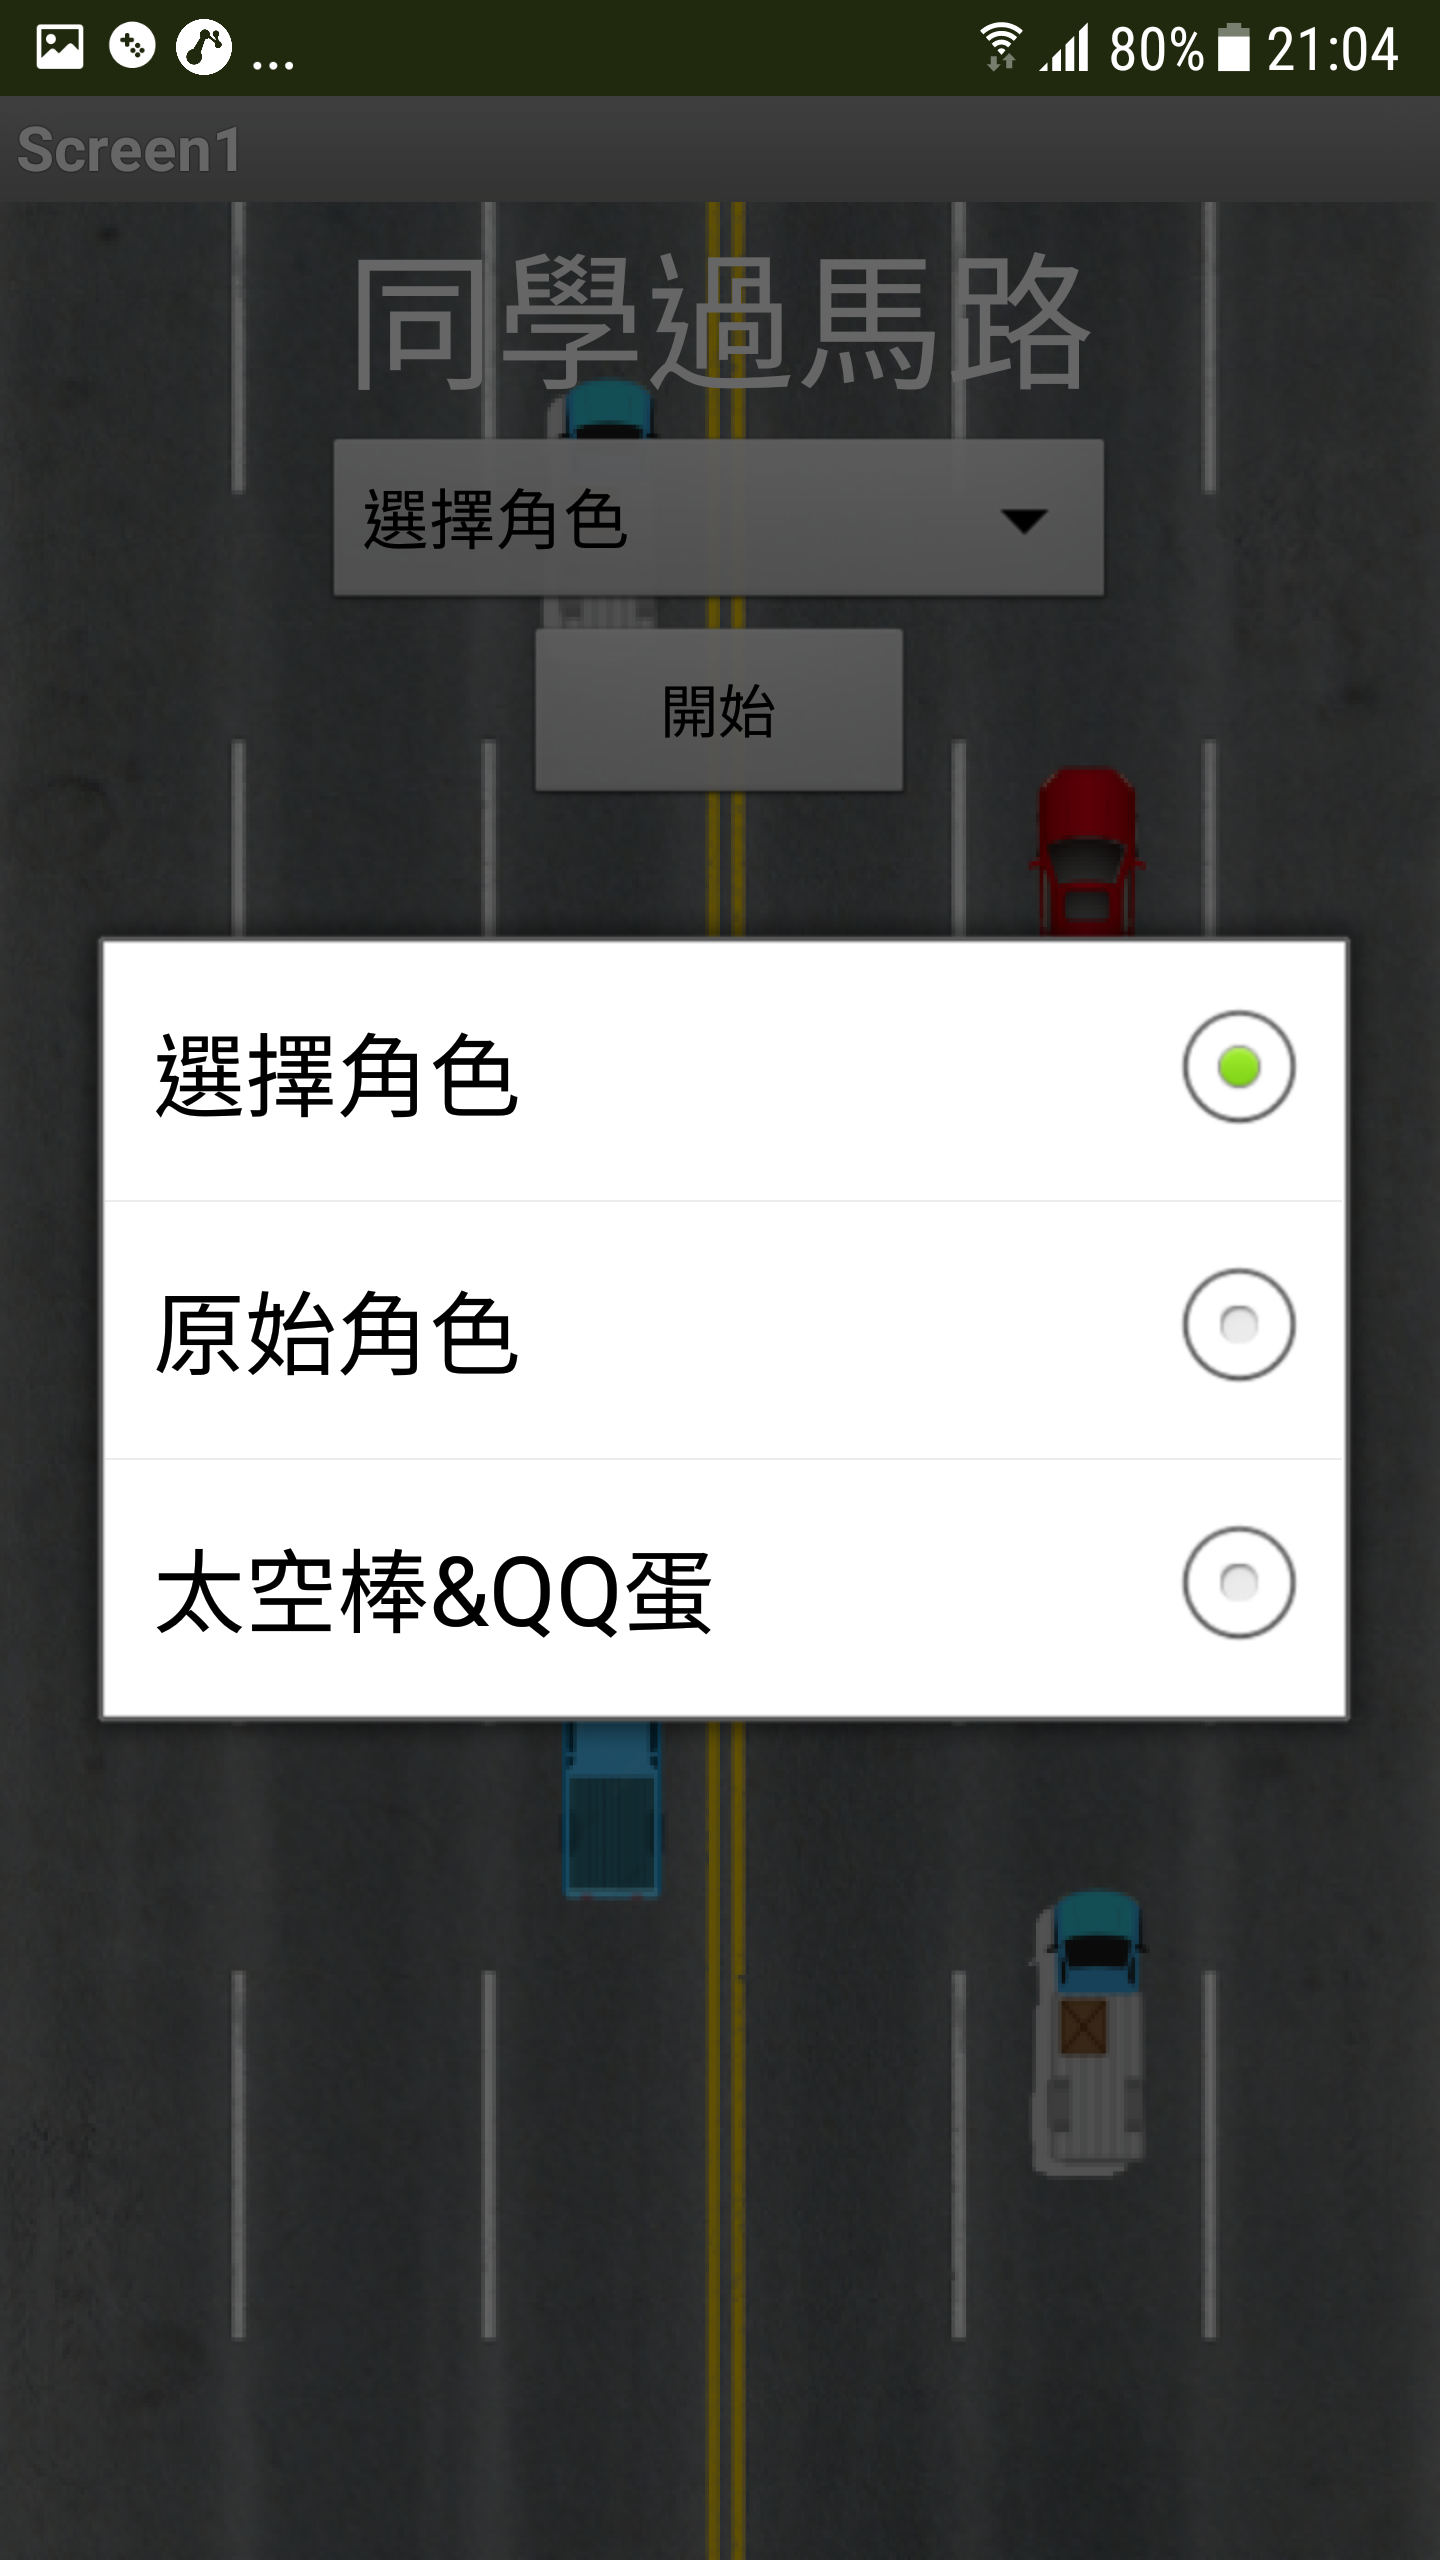 ... 80% 21:04
Screen1
同學過馬路
選擇角色
開始
選擇角色
原始角色
太空棒&QQ蛋